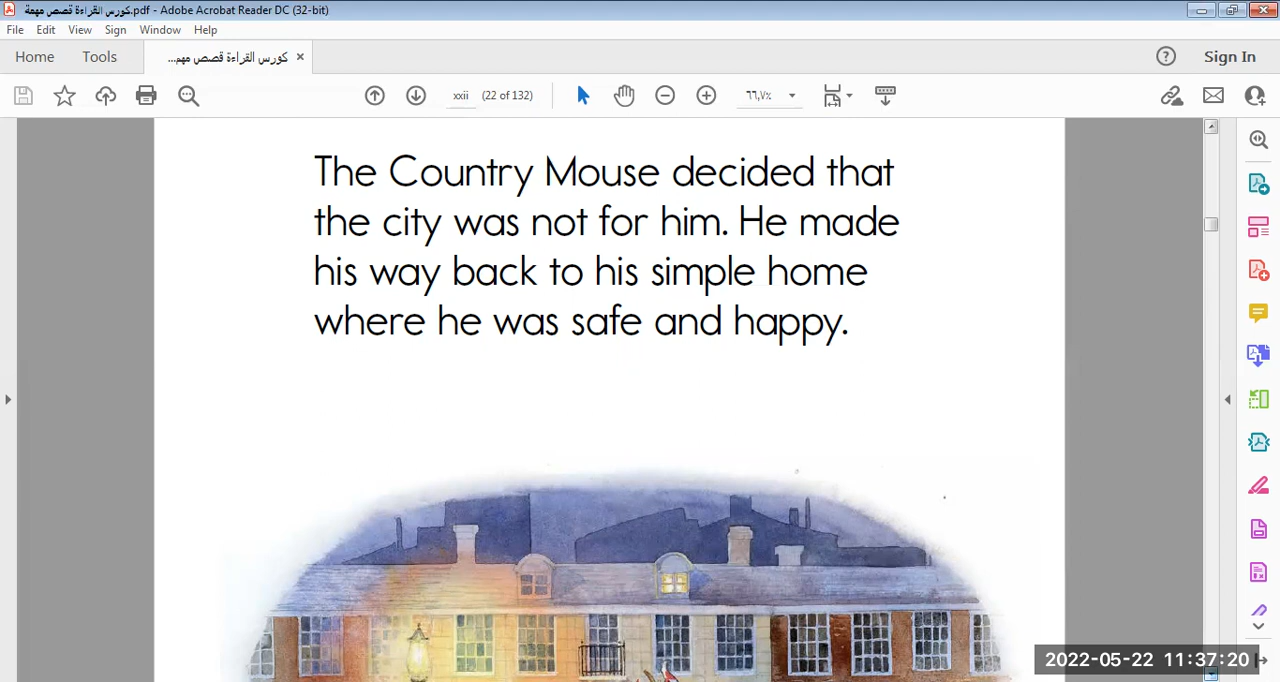 كورس القراءة قصص مهمة.pdf - Adobe Acrobat Reader DC (32-bit)
File Edit View Sign Window Help
Home Tools كورس القراءة قصص مهم... × Sign In
xxii (22 of 132) ٦٦,٧٪
The Country Mouse decided that
the city was not for him. He made
his way back to his simple home
where he was safe and happy.
2022-05-22 11:37:20